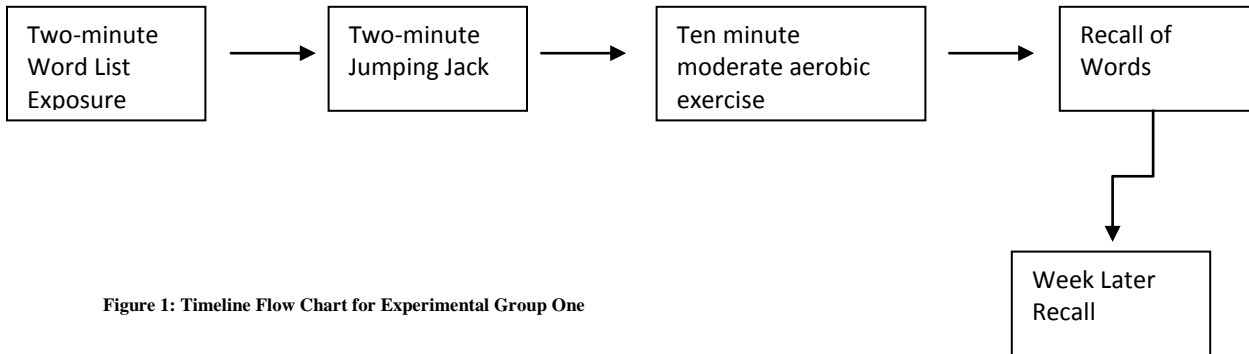 Two-minute
Word List
Exposure
Two-minute
Jumping Jack
Ten minute
moderate aerobic
exercise
Recall of
Words
Week Later
Recall
Figure 1: Timeline Flow Chart for Experimental Group One